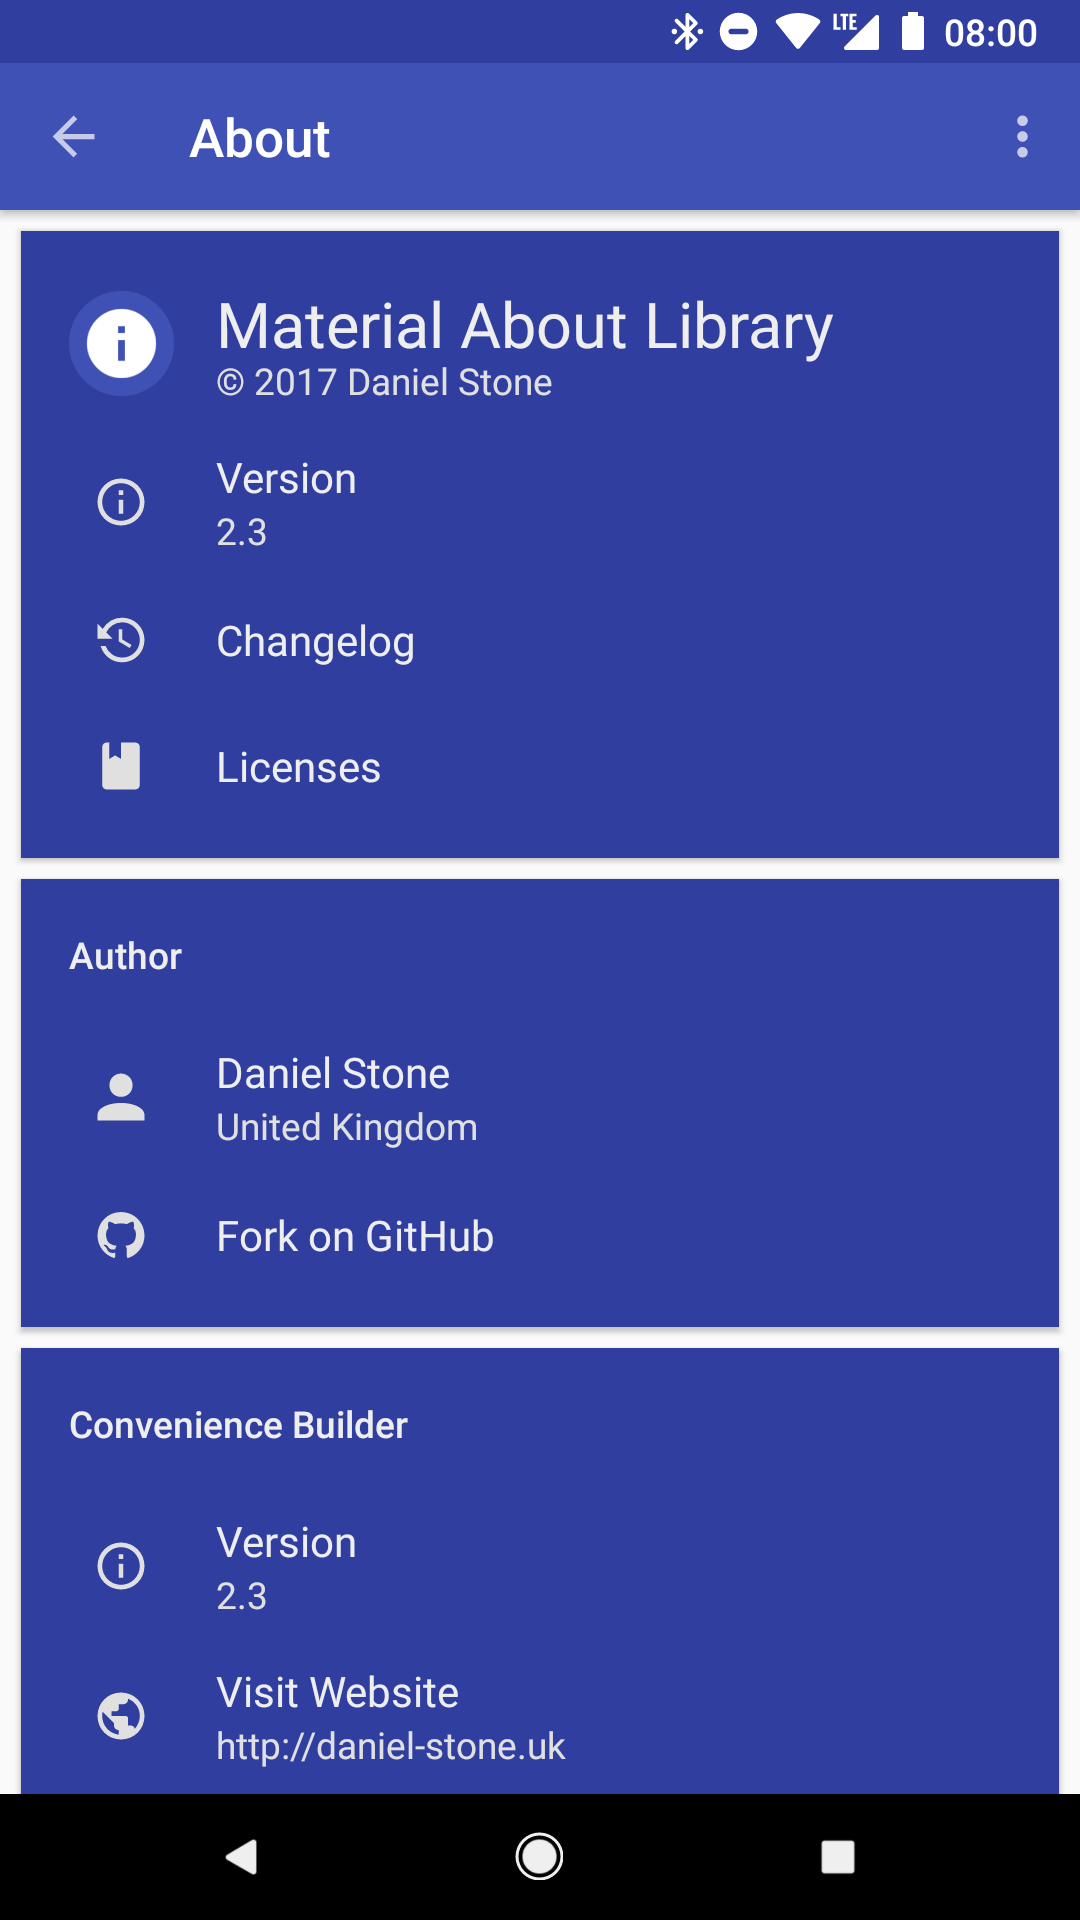 LTE 08:00
About
Material About Library
© 2017 Daniel Stone
Version
2.3
Changelog
Licenses
Author
Daniel Stone
United Kingdom
Fork on GitHub
Convenience Builder
Version
2.3
Visit Website
http://daniel-stone.uk